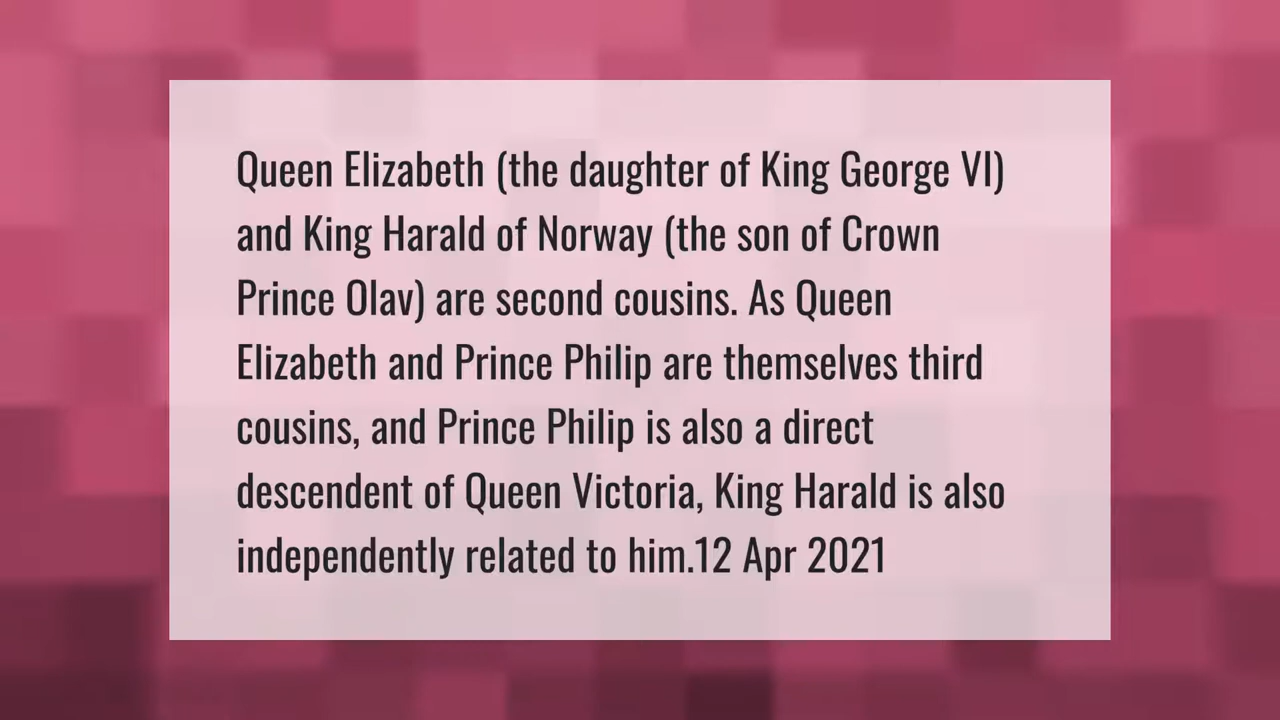 Queen Elizabeth (the daughter of King George VI)
and King Harald of Norway (the son of Crown
Prince Olav) are second cousins. As Queen
Elizabeth and Prince Philip are themselves third
cousins, and Prince Philip is also a direct
descendent of Queen Victoria, King Harald is also
independently related to him.12 Apr 2021